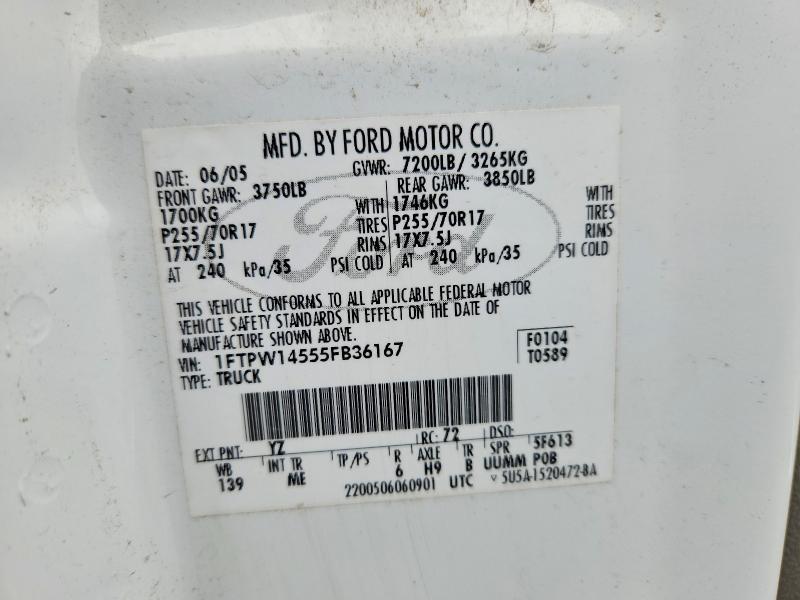 MFD. BY FORD MOTOR CO.
DATE: 06/05 GVWR: 7200LB/ 3265KG
FRONT GAWR: 3750LB REAR GAWR: 3850LB
1700KG WITH 1746KG WITH
P255/70R17 TIRES P255/70R17 TIRES
17X7.5J RIMS 17X7.5J RIMS
AT 240 kPa/35 PSI COLD AT 240 kPa/35 PSI COLD
Ford
THIS VEHICLE CONFORMS TO ALL APPLICABLE FEDERAL MOTOR
VEHICLE SAFETY STANDARDS IN EFFECT ON THE DATE OF
MANUFACTURE SHOWN ABOVE.
VIN: 1FTPW14555FB36167 F0104
TYPE: TRUCK T0589
EXT PNT: YZ RC: 72 DSO:
WB INT TR TP/PS R AXLE TR SPR 5F613
139 ME 6 H9 B UUMM POB
2200506060901 UTC V 5U5A-1520472-BA